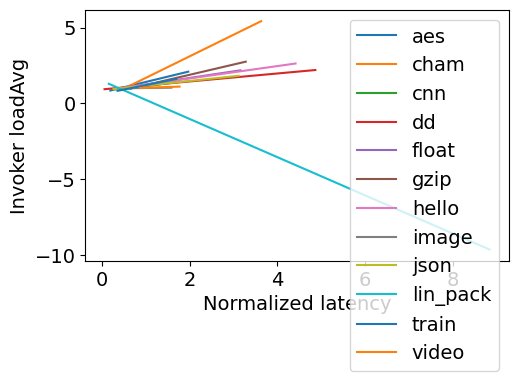 Invoker loadAvg
5
0
−5
−10
0 2 4 6 8
Normalized latency
aes
cham
cnn
dd
float
gzip
hello
image
json
lin_pack
train
video